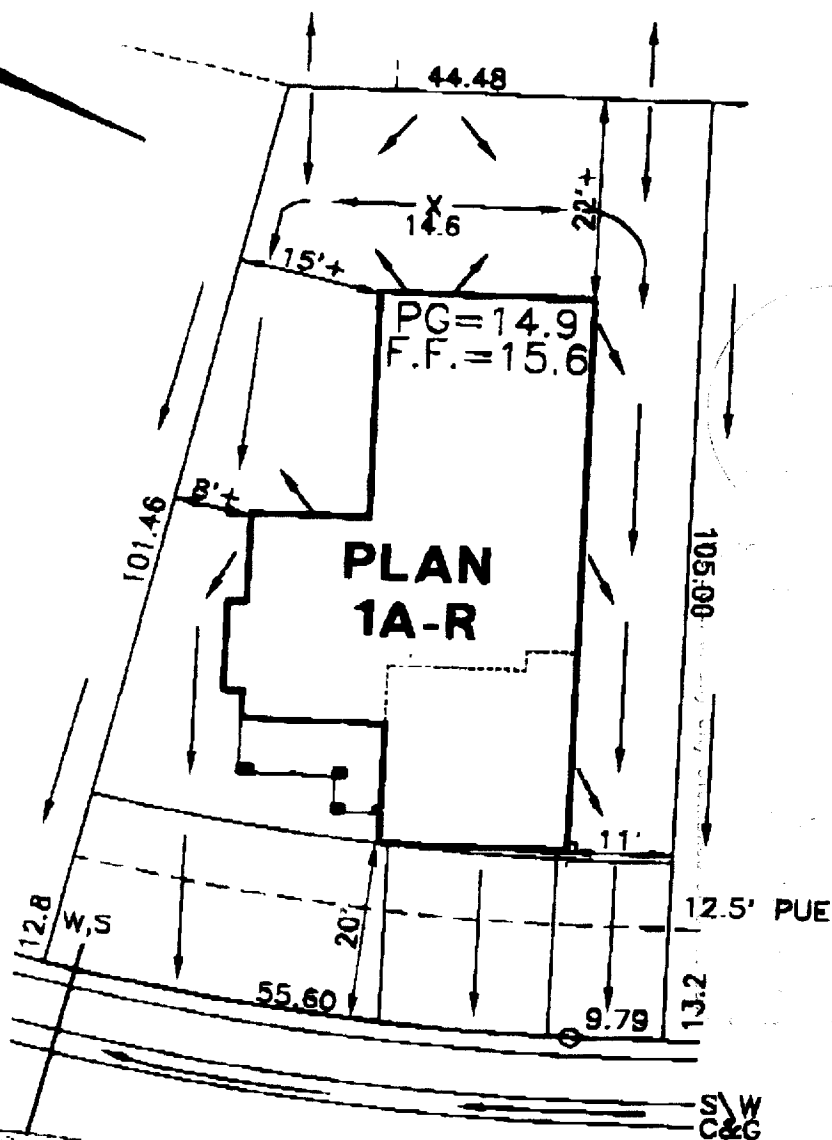 44.48
22'+
14.6
15'+
PG=14.9
F.F.=15.6
8'+
101.46
105.00
PLAN
1A-R
11'
12.5' PUE
12.8
W,S
20'
55.60
9.79
13.2
S\W
C&G